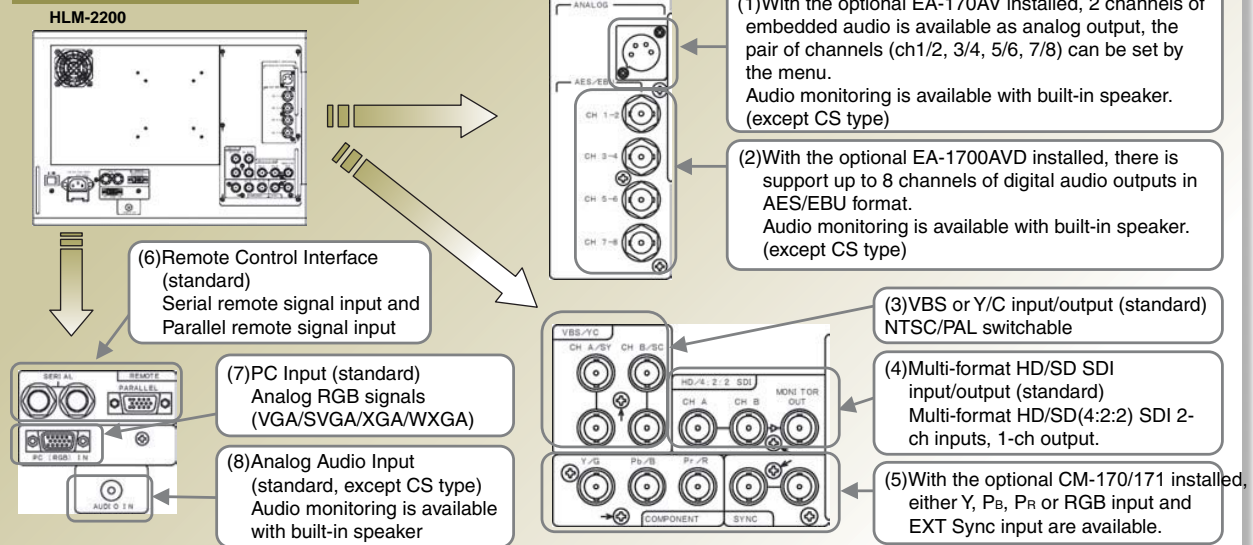 HLM-2200
ANALOG
AES/EBU
CH 1-2
CH 3-4
CH 5-6
CH 7-8
(1)With the optional EA-170AV installed, 2 channels of
embedded audio is available as analog output, the
pair of channels (ch1/2, 3/4, 5/6, 7/8) can be set by
the menu.
Audio monitoring is available with built-in speaker.
(except CS type)
(2)With the optional EA-1700AVD installed, there is
support up to 8 channels of digital audio outputs in
AES/EBU format.
Audio monitoring is available with built-in speaker.
(except CS type)
(6)Remote Control Interface
(standard)
Serial remote signal input and
Parallel remote signal input
SERIAL
REMOTE
PARALLEL
PC (RGB) IN
AUDIO IN
(7)PC Input (standard)
Analog RGB signals
(VGA/SVGA/XGA/WXGA)
(8)Analog Audio Input
(standard, except CS type)
Audio monitoring is available
with built-in speaker
VBS/YC
CH A/SY CH B/SC
HD/4:2:2 SDI
CH A CH B
MONITOR
OUT
Y/G Pb/B Pr/R
COMPONENT
SYNC
(3)VBS or Y/C input/output (standard)
NTSC/PAL switchable
(4)Multi-format HD/SD SDI
input/output (standard)
Multi-format HD/SD(4:2:2) SDI 2-
ch inputs, 1-ch output.
(5)With the optional CM-170/171 installed,
either Y, PB, PR or RGB input and
EXT Sync input are available.